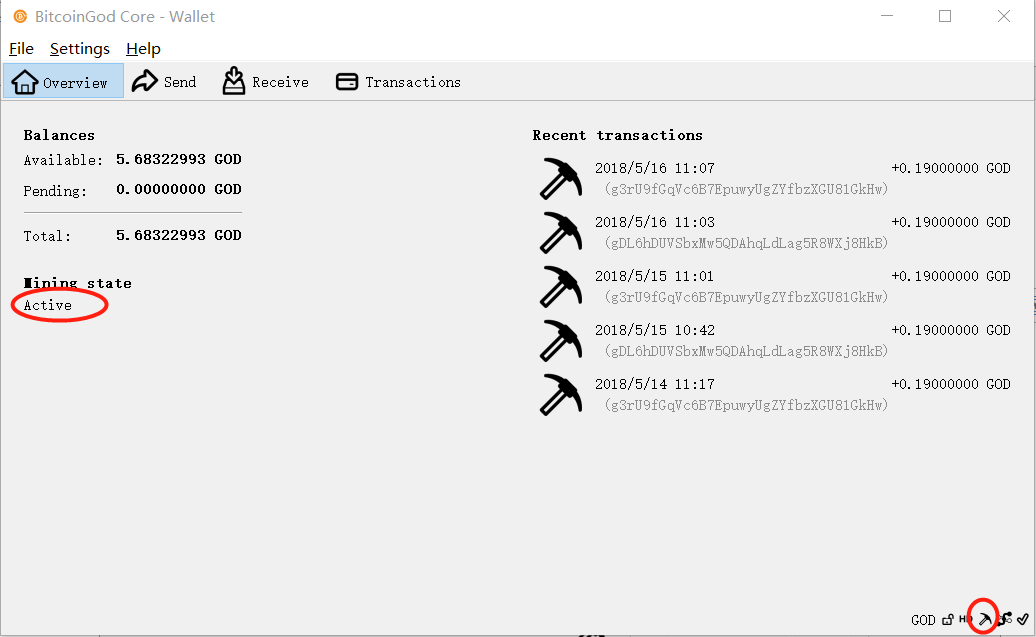 BitcoinGod Core - Wallet
File Settings Help
Overview Send Receive Transactions
Balances
Available: 5.68322993 GOD
Pending: 0.00000000 GOD
Total: 5.68322993 GOD
Mining state
Active
Recent transactions
2018/5/16 11:07 +0.19000000 GOD
(g3rU9fGqVc6B7EpuwyUgZYfbzXGU81GkHw)
2018/5/16 11:03 +0.19000000 GOD
(gDL6hDUVSbxMw5QDAhqLdLag5R8WXj8HkB)
2018/5/15 11:01 +0.19000000 GOD
(g3rU9fGqVc6B7EpuwyUgZYfbzXGU81GkHw)
2018/5/15 10:42 +0.19000000 GOD
(gDL6hDUVSbxMw5QDAhqLdLag5R8WXj8HkB)
2018/5/14 11:17 +0.19000000 GOD
(g3rU9fGqVc6B7EpuwyUgZYfbzXGU81GkHw)
GOD HD